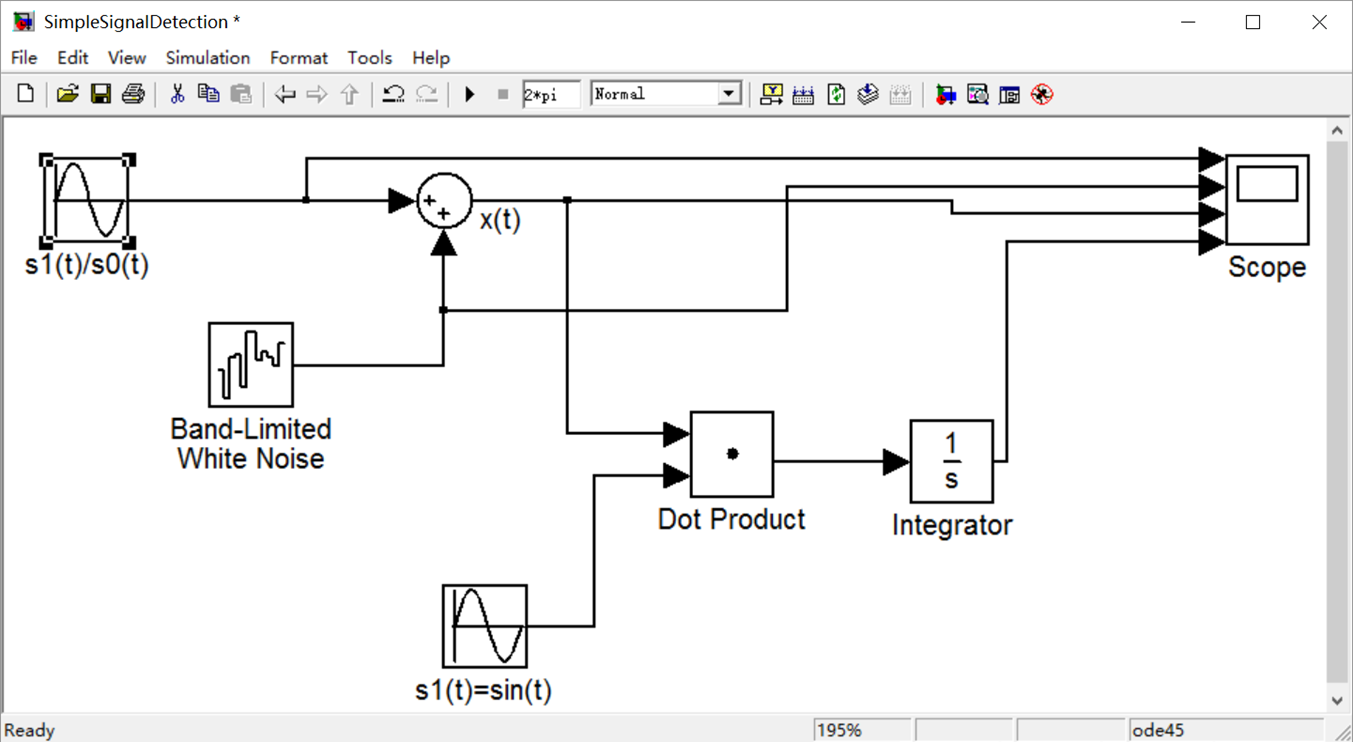 SimpleSignalDetection *
File Edit View Simulation Format Tools Help
2*pi Normal
s1(t)/s0(t)
+
+
x(t)
Scope
Band-Limited
White Noise
Dot Product
1
s
Integrator
s1(t)=sin(t)
Ready 195% ode45